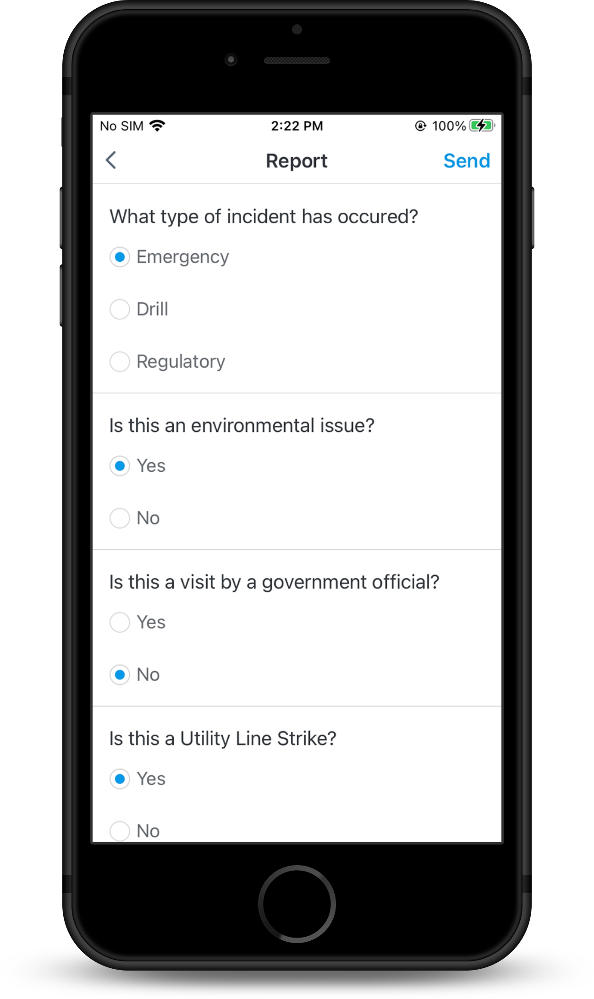 No SIM 2:22 PM 100%
Report Send
What type of incident has occured?
Emergency
Drill
Regulatory
Is this an environmental issue?
Yes
No
Is this a visit by a government official?
Yes
No
Is this a Utility Line Strike?
Yes
No